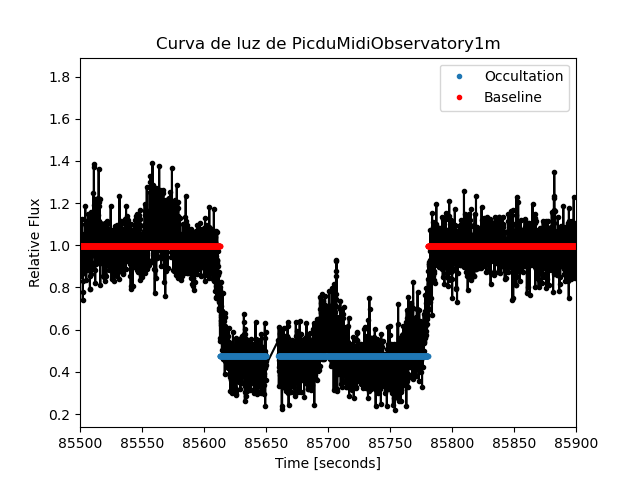 Curva de luz de PicduMidiObservatory1m
Occultation
Baseline
Relative Flux
1.8
1.6
1.4
1.2
1.0
0.8
0.6
0.4
0.2
85500 85550 85600 85650 85700 85750 85800 85850 85900
Time [seconds]